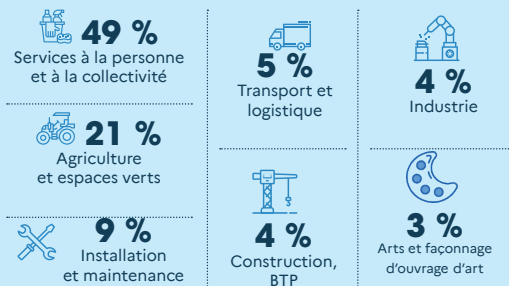 49 %
Services à la personne
et à la collectivité
21 %
Agriculture
et espaces verts
9 %
Installation
et maintenance
5 %
Transport et
logistique
4 %
Construction,
BTP
4 %
Industrie
3 %
Arts et façonnage
d'ouvrage d'art